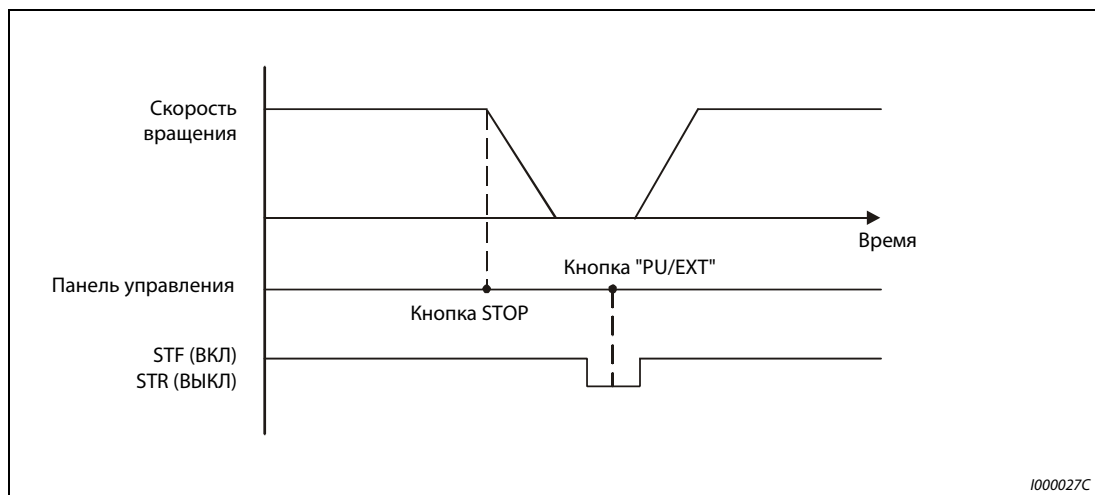 Скорость
вращения
Время
Кнопка "PU/EXT"
Панель управления
Кнопка STOP
STF (ВКЛ)
STR (ВЫКЛ)
I000027C